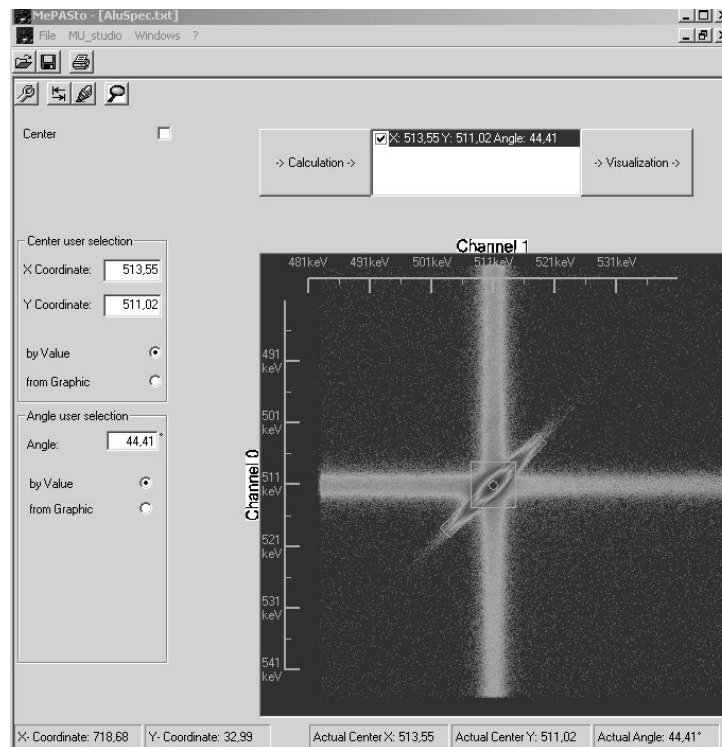 MePASto - [AluSpec.txt]
File MU_studio Windows ?
Center
-> Calculation ->
X: 513,55 Y: 511,02 Angle: 44,41
-> Visualization ->
Center user selection
X Coordinate: 513,55
Y Coordinate: 511,02
by Value
from Graphic
Angle user selection
Angle: 44,41 °
by Value
from Graphic
Channel 1
481keV 491keV 501keV 511keV 521keV 531keV
Channel 0
491
keV
501
keV
511
keV
521
keV
531
keV
541
keV
X- Coordinate: 718,68 Y- Coordinate: 32,99 Actual Center X: 513,55 Actual Center Y: 511,02 Actual Angle: 44,41°